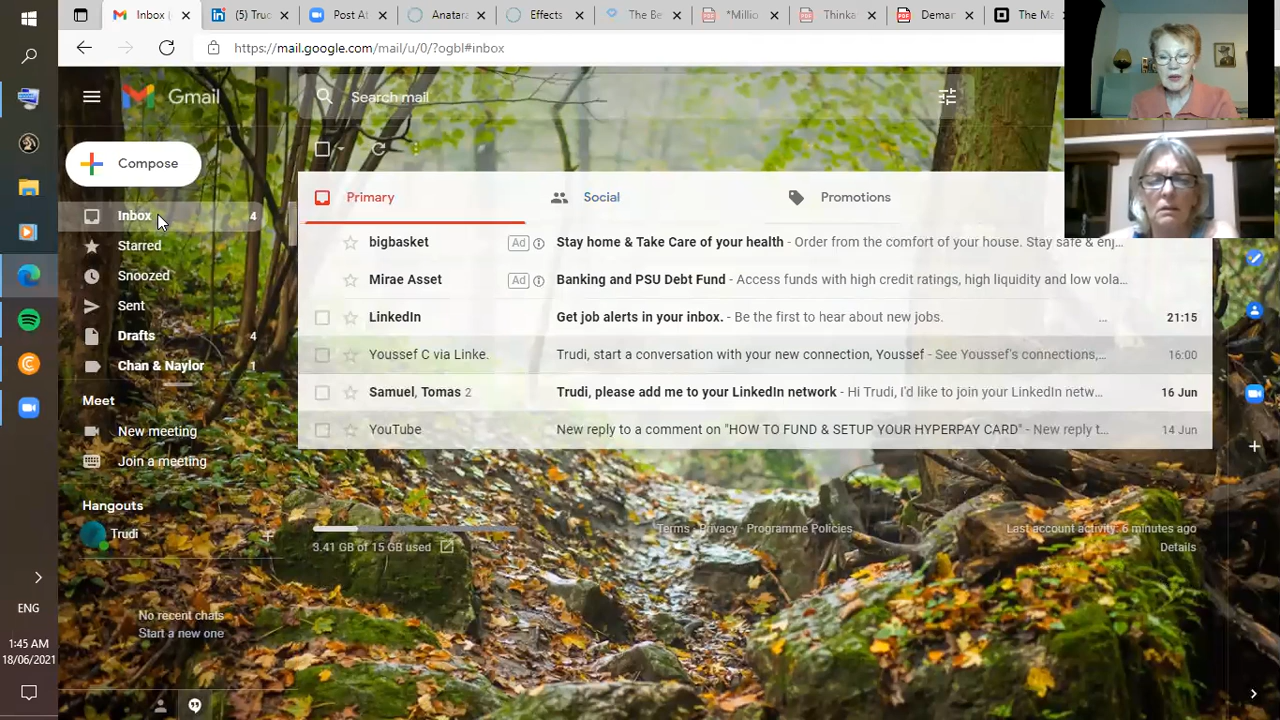 Inbox (
(5) Truc
Post At
Anatara
Effects
The Be
*Millio
Thinka
Demar
The Ma
https://mail.google.com/mail/u/0/?ogbl#inbox
Gmail
Search mail
Compose
Inbox 4
Starred
Snoozed
Sent
Drafts 4
Chan & Naylor 1
Meet
New meeting
Join a meeting
Hangouts
Trudi
No recent chats
Start a new one
Primary
Social
Promotions
bigbasket Ad Stay home & Take Care of your health - Order from the comfort of your house. Stay safe & enj...
Mirae Asset Ad Banking and PSU Debt Fund - Access funds with high credit ratings, high liquidity and low vola...
LinkedIn Get job alerts in your inbox. - Be the first to hear about new jobs. ... 21:15
Youssef C via Linke. Trudi, start a conversation with your new connection, Youssef - See Youssef's connections,... 16:00
Samuel, Tomas 2 Trudi, please add me to your LinkedIn network - Hi Trudi, I'd like to join your LinkedIn netw... 16 Jun
YouTube New reply to a comment on "HOW TO FUND & SETUP YOUR HYPERPAY CARD" - New reply t... 14 Jun
3.41 GB of 15 GB used
Terms · Privacy · Programme Policies
Last account activity: 6 minutes ago
Details
ENG
1:45 AM
18/06/2021